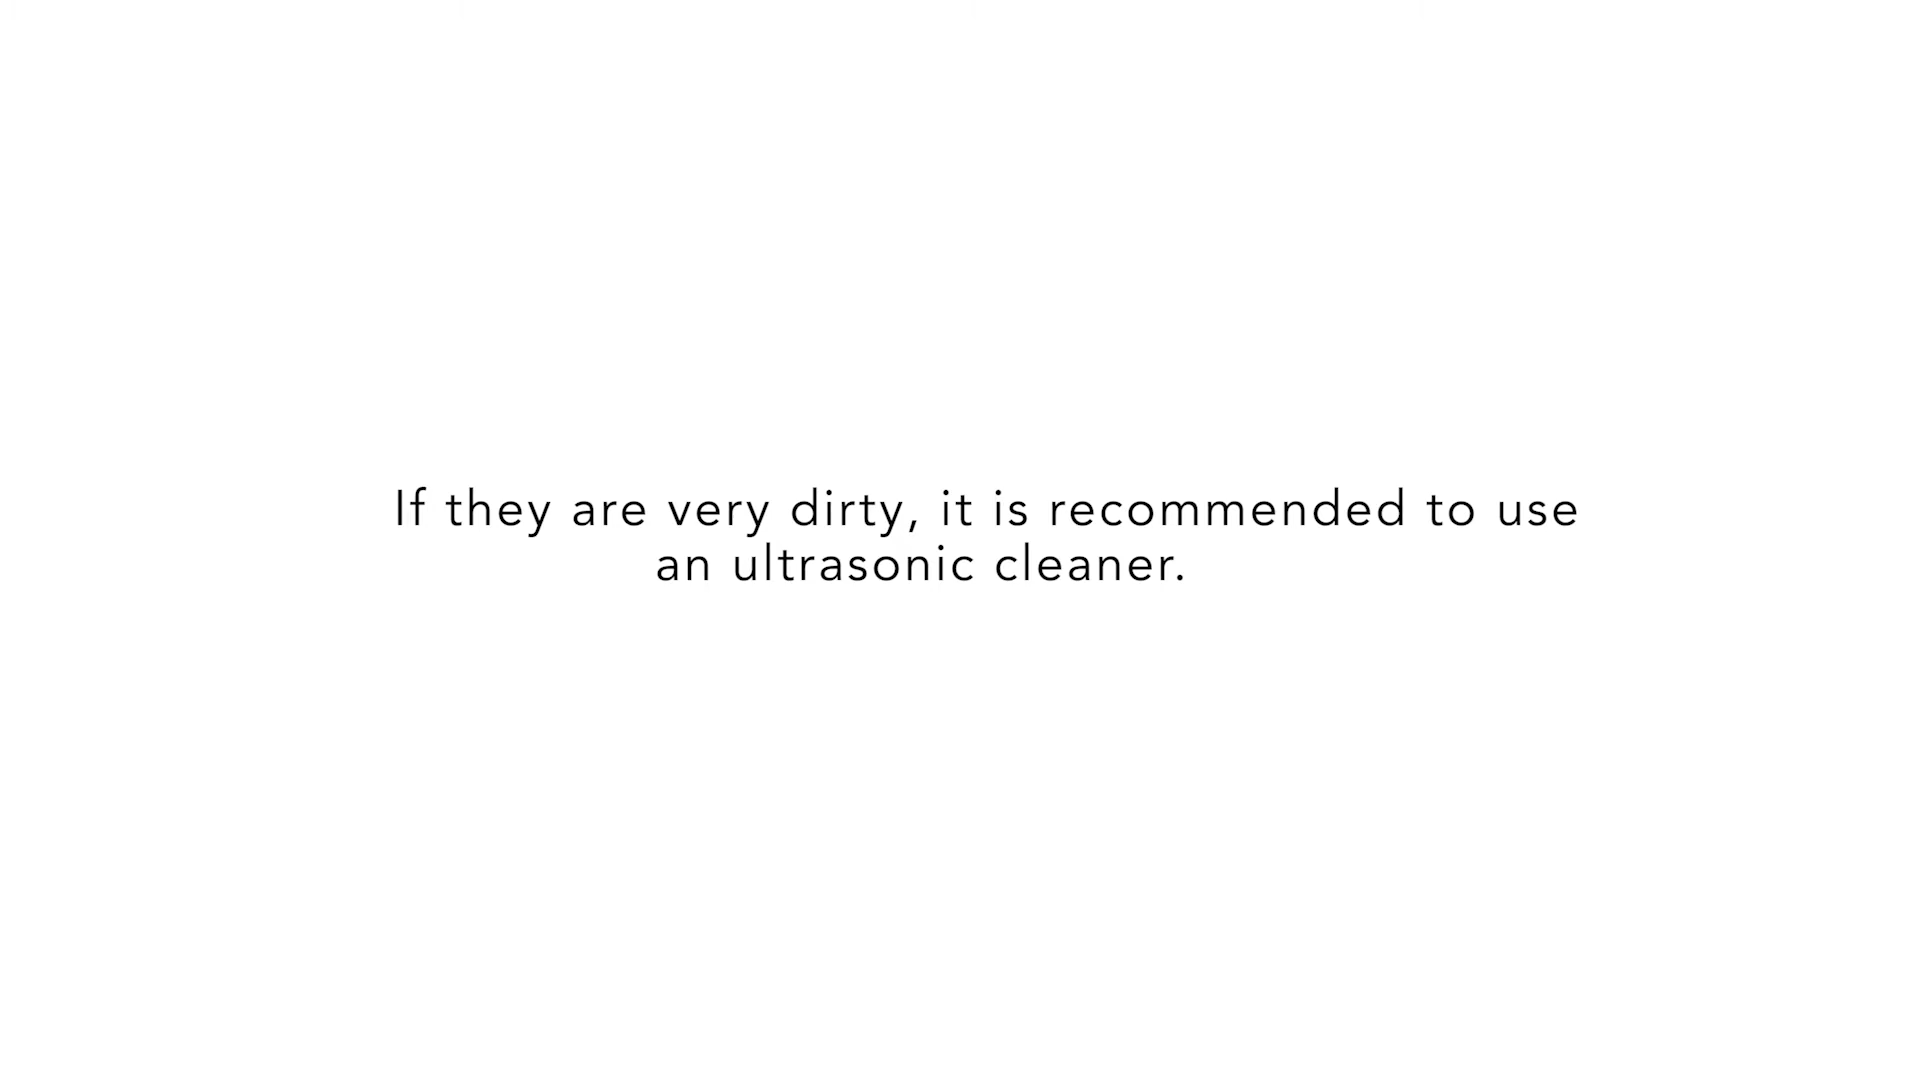 If they are very dirty, it is recommended to use
an ultrasonic cleaner.